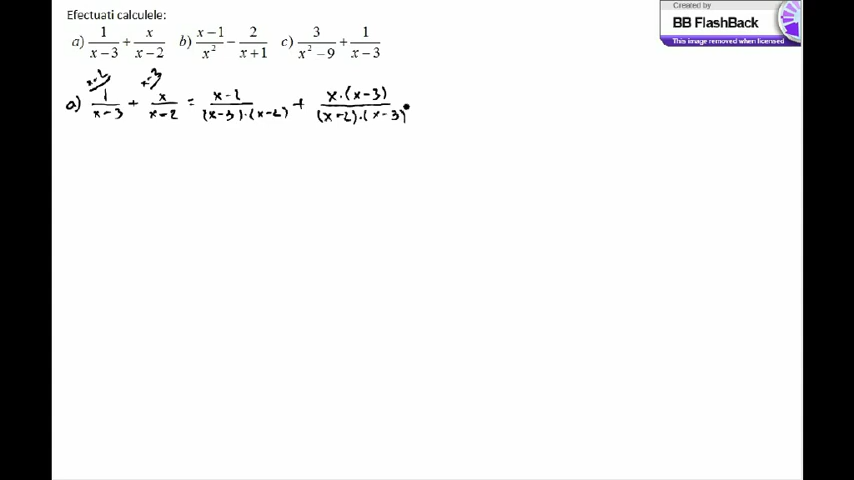 Efectuati calculele:
a) 1/(x−3) + x/(x−2) b) (x−1)/x² − 2/(x+1) c) 3/(x²−9) + 1/(x−3)
x-2 x-3
a) 1/(x-3) + x/(x-2) = (x-2)/((x-3)·(x-2)) + x·(x-3)/((x-2)·(x-3))
Created by
BB FlashBack
This image removed when licensed